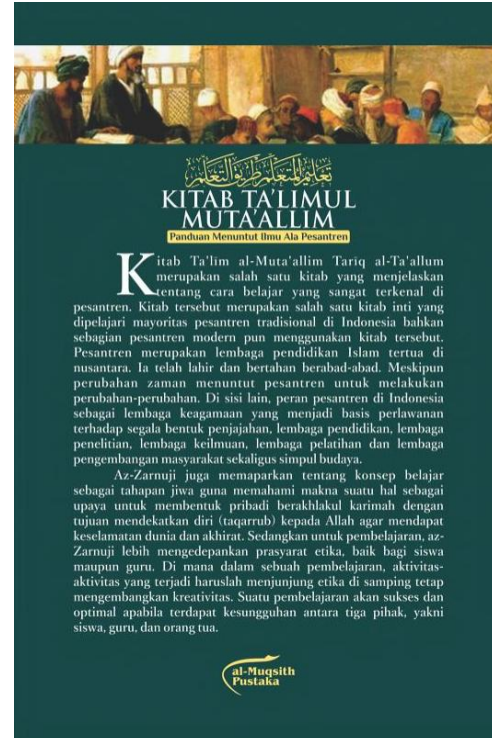 تعليم المتعلم طريق التعلم
KITAB TA'LIMUL
MUTA'ALLIM
Panduan Menuntut Ilmu Ala Pesantren
Kitab Ta'līm al-Muta'allim Tariq al-Ta'allum
merupakan salah satu kitab yang menjelaskan
tentang cara belajar yang sangat terkenal di
pesantren. Kitab tersebut merupakan salah satu kitab inti yang
dipelajari mayoritas pesantren tradisional di Indonesia bahkan
sebagian pesantren modern pun menggunakan kitab tersebut.
Pesantren merupakan lembaga pendidikan Islam tertua di
nusantara. Ia telah lahir dan bertahan berabad-abad. Meskipun
perubahan zaman menuntut pesantren untuk melakukan
perubahan-perubahan. Di sisi lain, peran pesantren di Indonesia
sebagai lembaga keagamaan yang menjadi basis perlawanan
terhadap segala bentuk penjajahan, lembaga pendidikan, lembaga
penelitian, lembaga keilmuan, lembaga pelatihan dan lembaga
pengembangan masyarakat sekaligus simpul budaya.
Az-Zarnuji juga memaparkan tentang konsep belajar
sebagai tahapan jiwa guna memahami makna suatu hal sebagai
upaya untuk membentuk pribadi berakhlakul karimah dengan
tujuan mendekatkan diri (taqarrub) kepada Allah agar mendapat
keselamatan dunia dan akhirat. Sedangkan untuk pembelajaran, az-
Zarnuji lebih mengedepankan prasyarat etika, baik bagi siswa
maupun guru. Di mana dalam sebuah pembelajaran, aktivitas-
aktivitas yang terjadi haruslah menjunjung etika di samping tetap
mengembangkan kreativitas. Suatu pembelajaran akan sukses dan
optimal apabila terdapat kesungguhan antara tiga pihak, yakni
siswa, guru, dan orang tua.
al-Muqsith
Pustaka